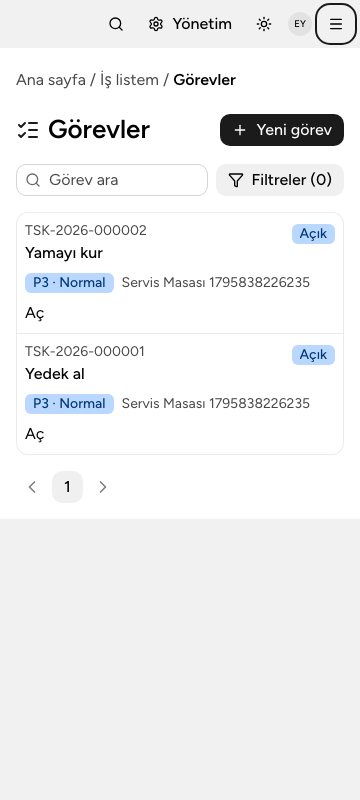 Yönetim
EY
Ana sayfa / İş listem / Görevler
Görevler
Yeni görev
Görev ara
Filtreler (0)
TSK-2026-000002
Açık
Yamayı kur
P3 · Normal Servis Masası 1795838226235
Aç
TSK-2026-000001
Açık
Yedek al
P3 · Normal Servis Masası 1795838226235
Aç
1